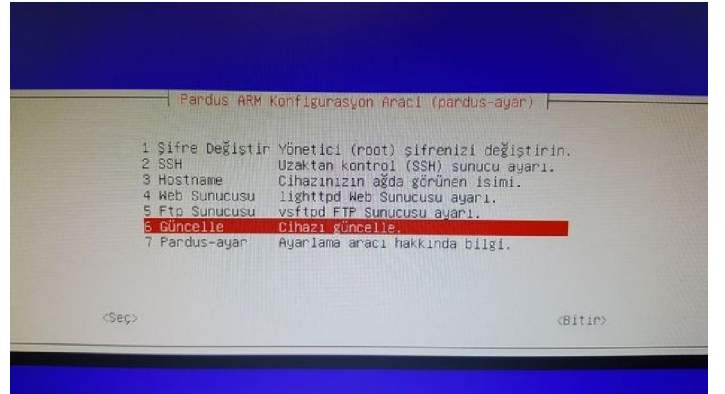 Pardus ARM Konfigurasyon Aracı (pardus-ayar)
1 Şifre Değiştir Yönetici (root) şifrenizi değiştirin.
2 SSH Uzaktan kontrol (SSH) sunucu ayarı.
3 Hostname Cihazınızın ağda görünen isimi.
4 Web Sunucusu lighttpd Web Sunucusu ayarı.
5 Ftp Sunucusu vsftpd FTP Sunucusu ayarı.
6 Güncelle Cihazı güncelle.
7 Pardus-ayar Ayarlama aracı hakkında bilgi.
<Seç> <Bitir>